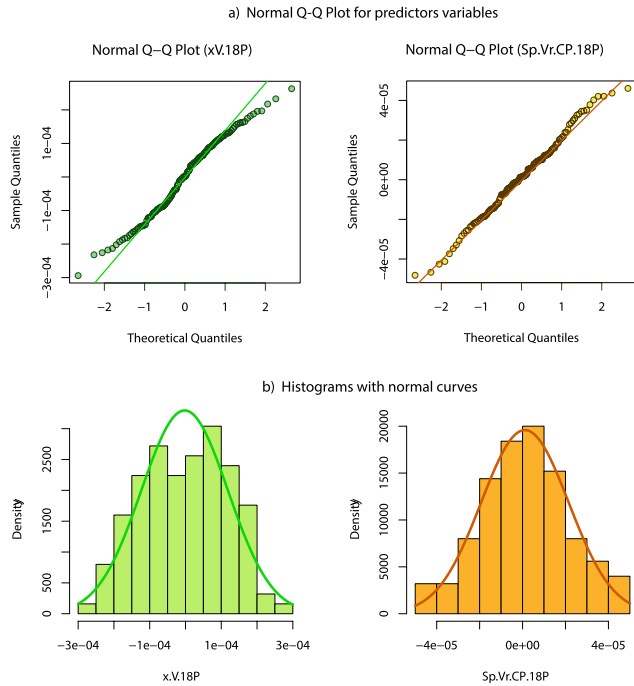 a) Normal Q-Q Plot for predictors variables
Normal Q−Q Plot (xV.18P)
Normal Q−Q Plot (Sp.Vr.CP.18P)
Sample Quantiles
−3e−04
−1e−04
1e−04
−2
−1
0
1
2
Theoretical Quantiles
Sample Quantiles
−4e−05
0e+00
4e−05
−2
−1
0
1
2
Theoretical Quantiles
b) Histograms with normal curves
Density
0
500
1500
2500
−3e−04
−1e−04
1e−04
3e−04
x.V.18P
Density
0
5000
10000
15000
20000
−4e−05
0e+00
4e−05
Sp.Vr.CP.18P